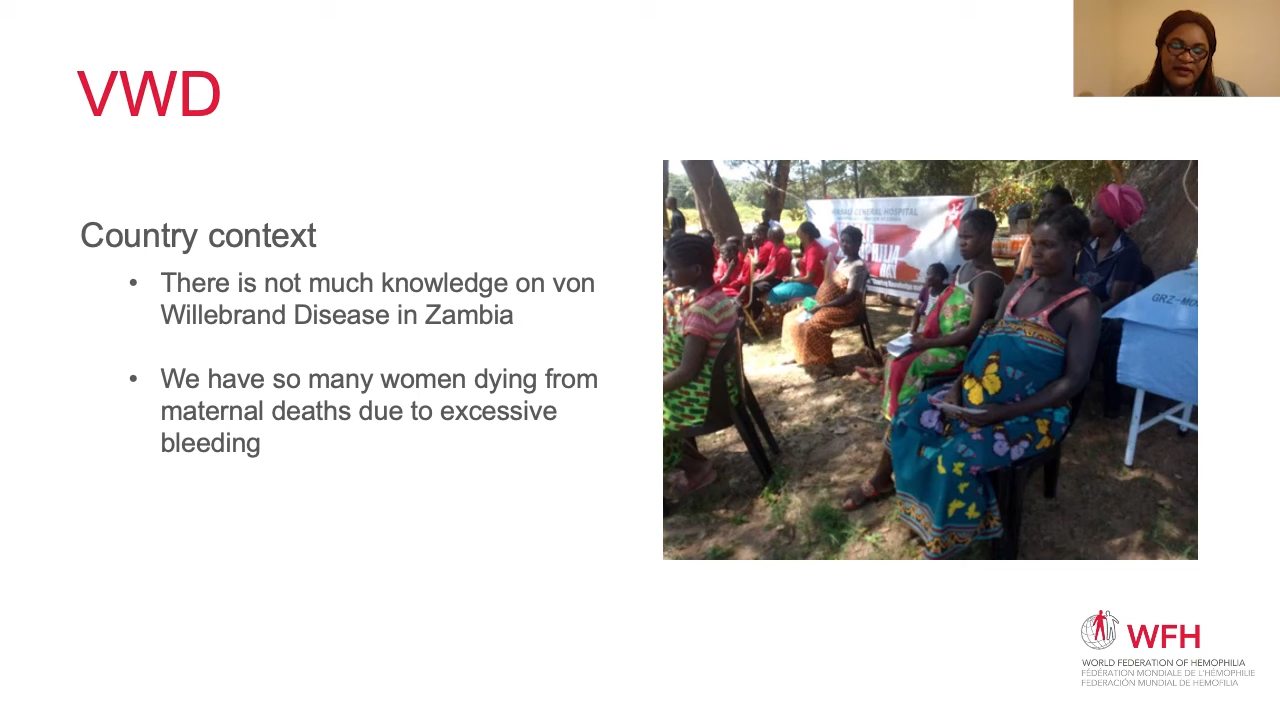 VWD
Country context
• There is not much knowledge on von
Willebrand Disease in Zambia
• We have so many women dying from
maternal deaths due to excessive
bleeding
GENERAL HOSPITAL
WFH
WORLD FEDERATION OF HEMOPHILIA
FÉDÉRATION MONDIALE DE L'HÉMOPHILIE
FEDERACIÓN MUNDIAL DE HEMOFILIA